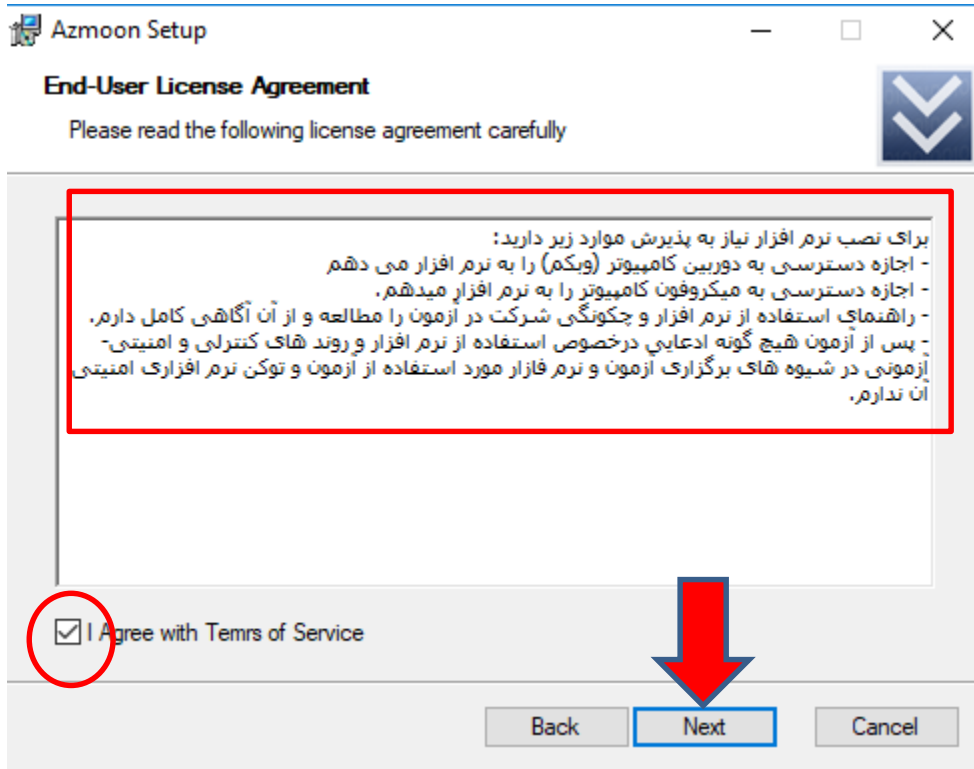 Azmoon Setup
End-User License Agreement
Please read the following license agreement carefully
برای نصب نرم افزار نیاز به پذیرش موارد زیر دارید:
- اجازه دسترسی به دوربین کامپیوتر (وبکم) را به نرم افزار می دهم
- اجازه دسترسی به میکروفون کامپیوتر را به نرم افزار میدهم.
- راهنمای استفاده از نرم افزار و چکونگی شرکت در آزمون را مطالعه و از آن آگاهی کامل دارم.
- پس از آزمون هیچ گونه ادعایی درخصوص استفاده از نرم افزار و روند های کنترلی و امنیتی-
آزمونی در شیوه های برگزاری آزمون و نرم فازار مورد استفاده از آزمون و توکن نرم افزاری امنیتی
آن ندارم.
I Agree with Temrs of Service
Back Next Cancel